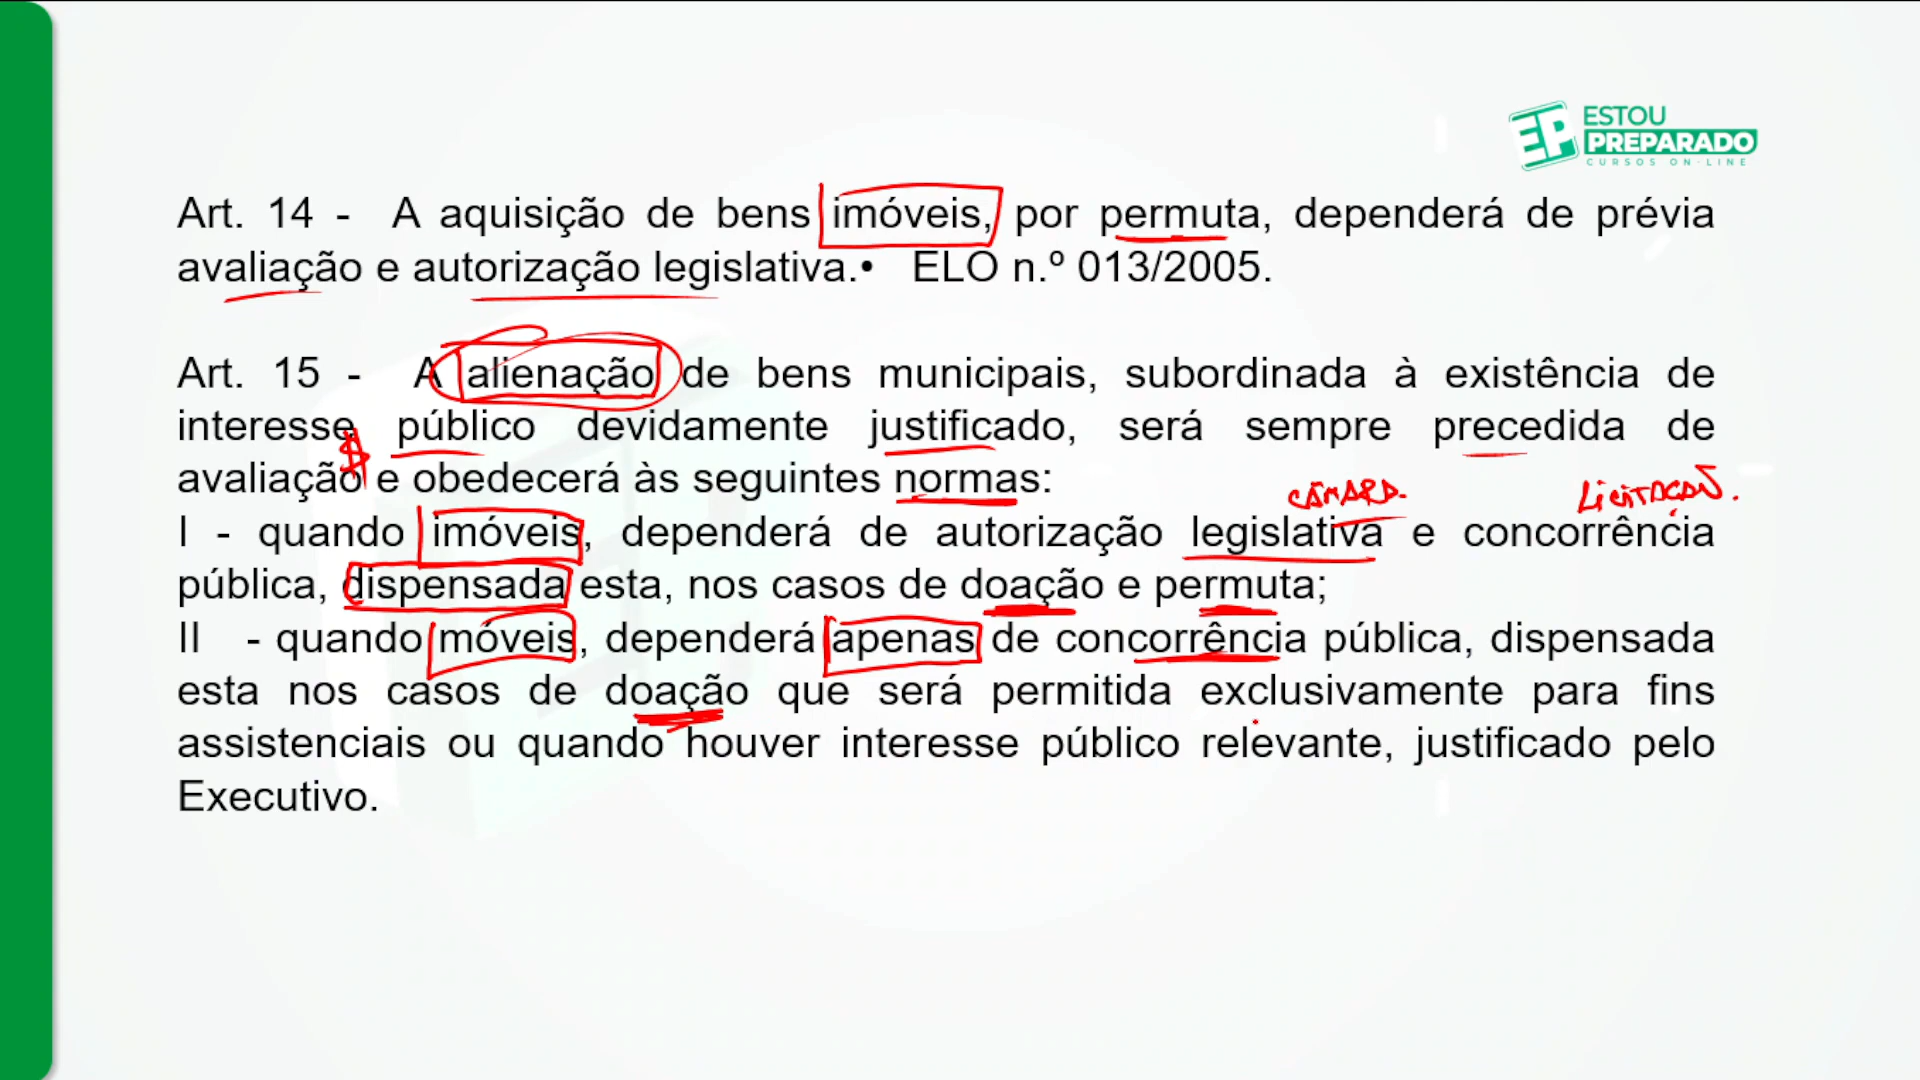 ESTOU
EP PREPARADO
CURSOS ON-LINE
Art. 14 - A aquisição de bens imóveis, por permuta, dependerá de prévia
avaliação e autorização legislativa.• ELO n.º 013/2005.
Art. 15 - A alienação de bens municipais, subordinada à existência de
interesse público devidamente justificado, será sempre precedida de
$
avaliação e obedecerá às seguintes normas:
CÂMARA. LICITAÇÃO.
I - quando imóveis, dependerá de autorização legislativa e concorrência
pública, dispensada esta, nos casos de doação e permuta;
II - quando móveis, dependerá apenas de concorrência pública, dispensada
esta nos casos de doação que será permitida exclusivamente para fins
assistenciais ou quando houver interesse público relevante, justificado pelo
Executivo.